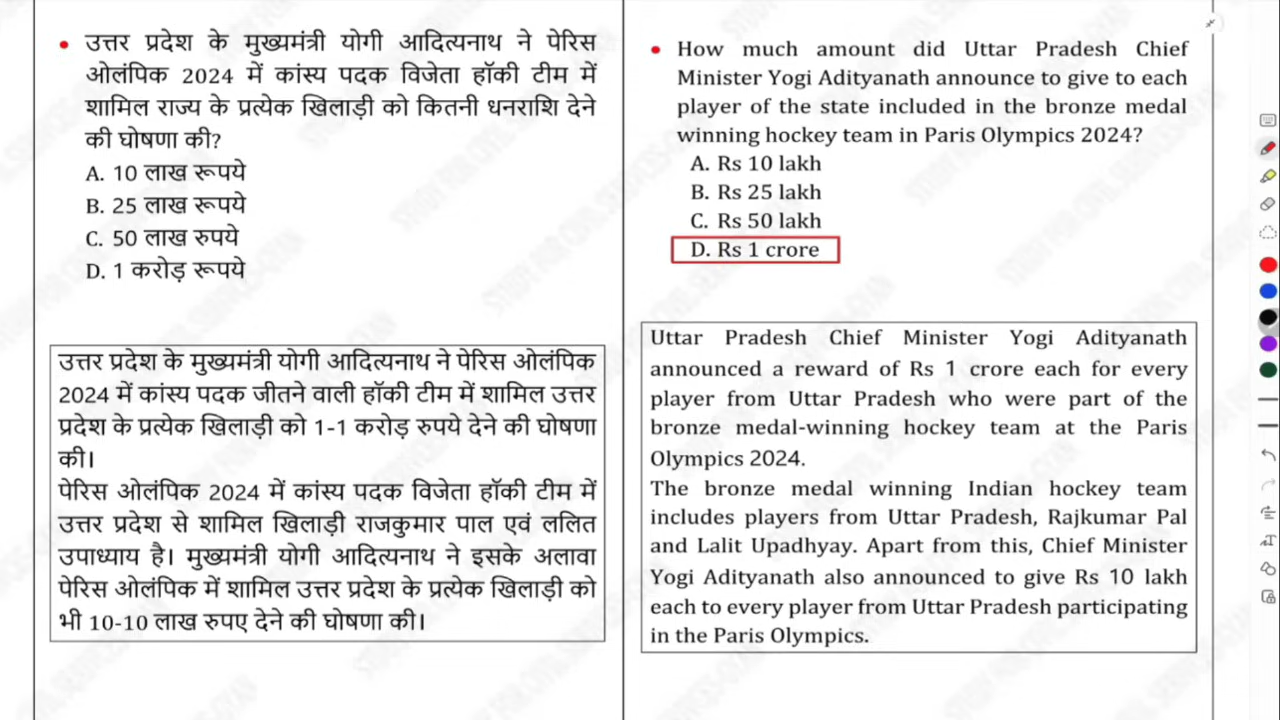 उत्तर प्रदेश के मुख्यमंत्री योगी आदित्यनाथ ने पेरिस
ओलंपिक 2024 में कांस्य पदक विजेता हॉकी टीम में
शामिल राज्य के प्रत्येक खिलाड़ी को कितनी धनराशि देने
की घोषणा की?
A. 10 लाख रूपये
B. 25 लाख रूपये
C. 50 लाख रुपये
D. 1 करोड़ रूपये
उत्तर प्रदेश के मुख्यमंत्री योगी आदित्यनाथ ने पेरिस ओलंपिक
2024 में कांस्य पदक जीतने वाली हॉकी टीम में शामिल उत्तर
प्रदेश के प्रत्येक खिलाड़ी को 1-1 करोड़ रुपये देने की घोषणा
की।
पेरिस ओलंपिक 2024 में कांस्य पदक विजेता हॉकी टीम में
उत्तर प्रदेश से शामिल खिलाड़ी राजकुमार पाल एवं ललित
उपाध्याय है। मुख्यमंत्री योगी आदित्यनाथ ने इसके अलावा
पेरिस ओलंपिक में शामिल उत्तर प्रदेश के प्रत्येक खिलाड़ी को
भी 10-10 लाख रुपए देने की घोषणा की।
How much amount did Uttar Pradesh Chief
Minister Yogi Adityanath announce to give to each
player of the state included in the bronze medal
winning hockey team in Paris Olympics 2024?
A. Rs 10 lakh
B. Rs 25 lakh
C. Rs 50 lakh
D. Rs 1 crore
Uttar Pradesh Chief Minister Yogi Adityanath
announced a reward of Rs 1 crore each for every
player from Uttar Pradesh who were part of the
bronze medal-winning hockey team at the Paris
Olympics 2024.
The bronze medal winning Indian hockey team
includes players from Uttar Pradesh, Rajkumar Pal
and Lalit Upadhyay. Apart from this, Chief Minister
Yogi Adityanath also announced to give Rs 10 lakh
each to every player from Uttar Pradesh participating
in the Paris Olympics.